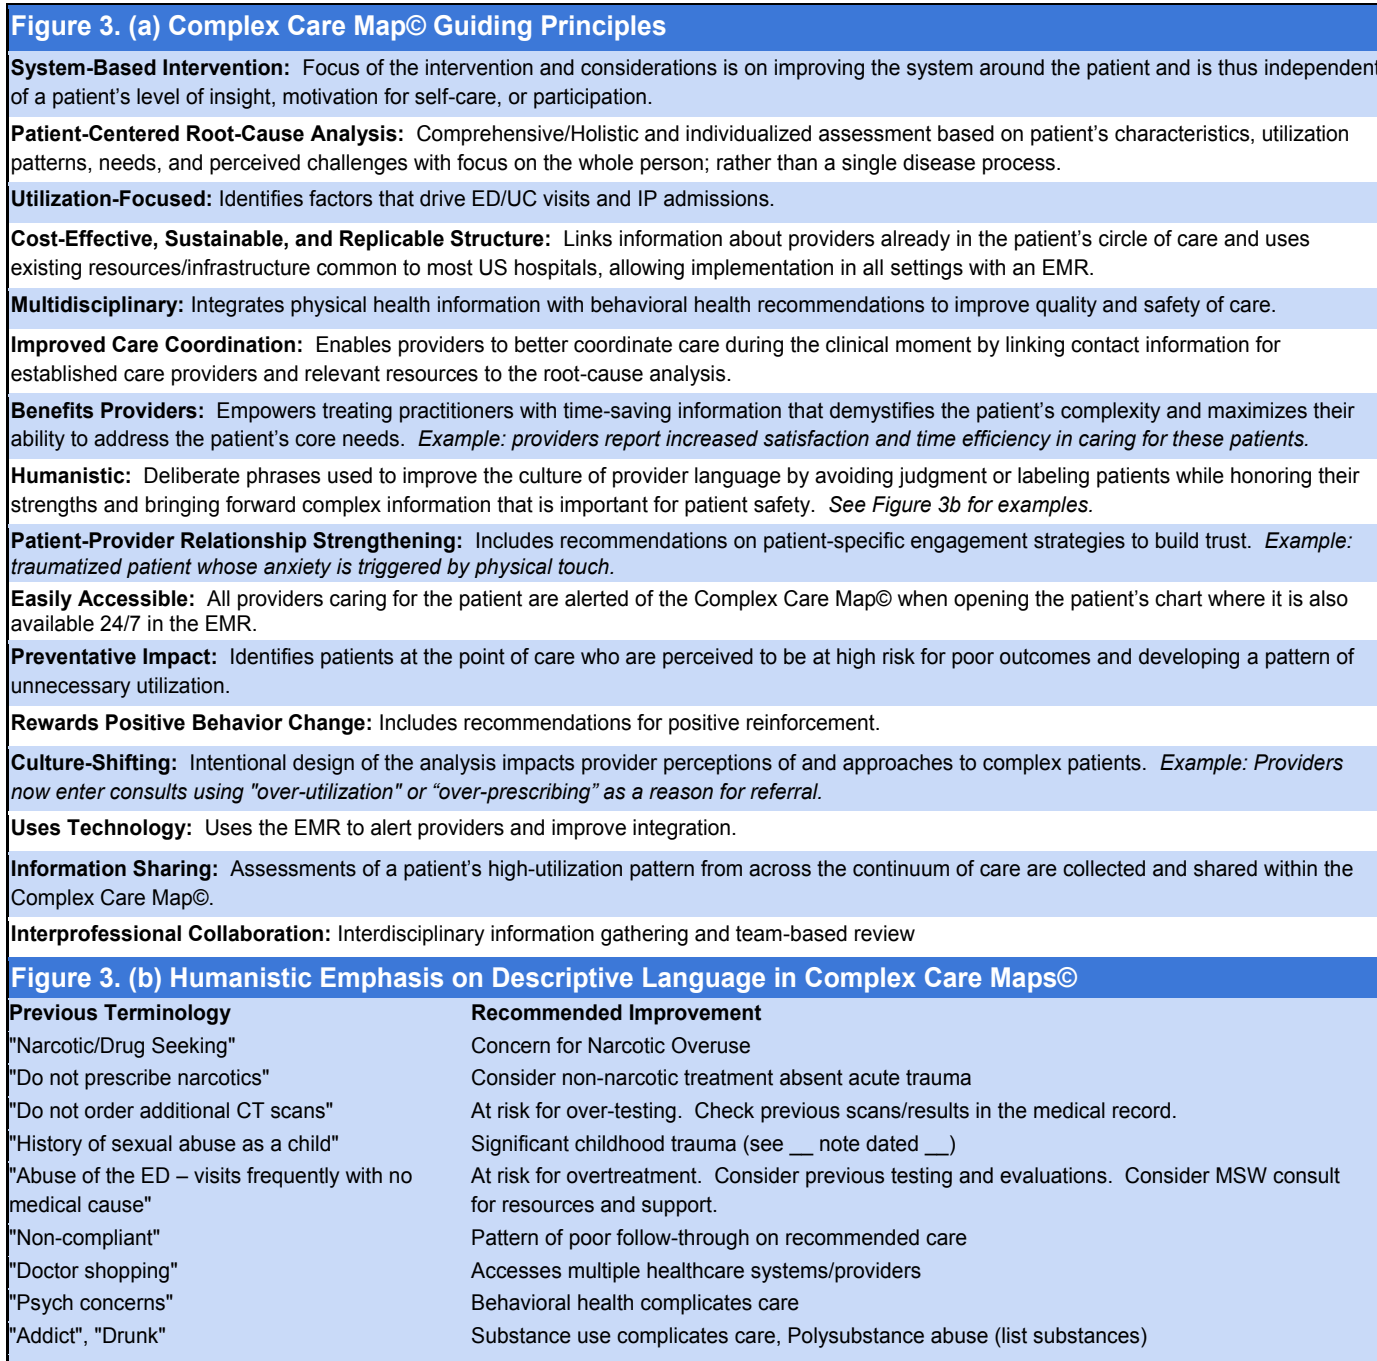 Figure 3. (a) Complex Care Map© Guiding Principles
System-Based Intervention: Focus of the intervention and considerations is on improving the system around the patient and is thus independent
of a patient's level of insight, motivation for self-care, or participation.
Patient-Centered Root-Cause Analysis: Comprehensive/Holistic and individualized assessment based on patient's characteristics, utilization
patterns, needs, and perceived challenges with focus on the whole person; rather than a single disease process.
Utilization-Focused: Identifies factors that drive ED/UC visits and IP admissions.
Cost-Effective, Sustainable, and Replicable Structure: Links information about providers already in the patient's circle of care and uses
existing resources/infrastructure common to most US hospitals, allowing implementation in all settings with an EMR.
Multidisciplinary: Integrates physical health information with behavioral health recommendations to improve quality and safety of care.
Improved Care Coordination: Enables providers to better coordinate care during the clinical moment by linking contact information for
established care providers and relevant resources to the root-cause analysis.
Benefits Providers: Empowers treating practitioners with time-saving information that demystifies the patient's complexity and maximizes their
ability to address the patient's core needs. Example: providers report increased satisfaction and time efficiency in caring for these patients.
Humanistic: Deliberate phrases used to improve the culture of provider language by avoiding judgment or labeling patients while honoring their
strengths and bringing forward complex information that is important for patient safety. See Figure 3b for examples.
Patient-Provider Relationship Strengthening: Includes recommendations on patient-specific engagement strategies to build trust. Example:
traumatized patient whose anxiety is triggered by physical touch.
Easily Accessible: All providers caring for the patient are alerted of the Complex Care Map© when opening the patient's chart where it is also
available 24/7 in the EMR.
Preventative Impact: Identifies patients at the point of care who are perceived to be at high risk for poor outcomes and developing a pattern of
unnecessary utilization.
Rewards Positive Behavior Change: Includes recommendations for positive reinforcement.
Culture-Shifting: Intentional design of the analysis impacts provider perceptions of and approaches to complex patients. Example: Providers
now enter consults using "over-utilization" or “over-prescribing” as a reason for referral.
Uses Technology: Uses the EMR to alert providers and improve integration.
Information Sharing: Assessments of a patient's high-utilization pattern from across the continuum of care are collected and shared within the
Complex Care Map©.
Interprofessional Collaboration: Interdisciplinary information gathering and team-based review
Figure 3. (b) Humanistic Emphasis on Descriptive Language in Complex Care Maps©
Previous Terminology Recommended Improvement
"Narcotic/Drug Seeking" Concern for Narcotic Overuse
"Do not prescribe narcotics" Consider non-narcotic treatment absent acute trauma
"Do not order additional CT scans" At risk for over-testing. Check previous scans/results in the medical record.
"History of sexual abuse as a child" Significant childhood trauma (see __ note dated __)
"Abuse of the ED – visits frequently with no At risk for overtreatment. Consider previous testing and evaluations. Consider MSW consult
medical cause" for resources and support.
"Non-compliant" Pattern of poor follow-through on recommended care
"Doctor shopping" Accesses multiple healthcare systems/providers
"Psych concerns" Behavioral health complicates care
"Addict", "Drunk" Substance use complicates care, Polysubstance abuse (list substances)